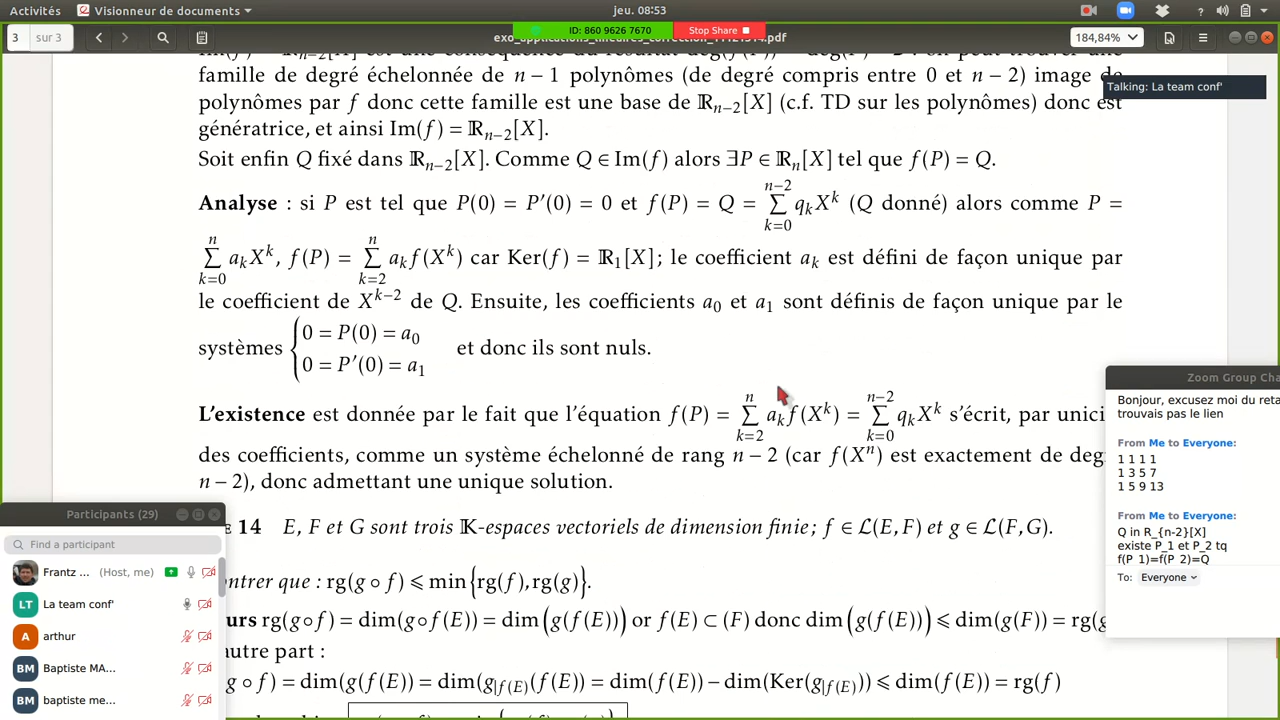 Activités
Visionneur de documents
jeu. 08:53
3 sur 3
ID: 860 9626 7670
Stop Share
184,84%
famille de degré échelonnée de n − 1 polynômes (de degré compris entre 0 et n − 2) image de
polynômes par f donc cette famille est une base de ℝn−2[X] (c.f. TD sur les polynômes) donc est
génératrice, et ainsi Im(f) = ℝn−2[X].
Talking: La team conf'
Soit enfin Q fixé dans ℝn−2[X]. Comme Q ∈ Im(f) alors ∃P ∈ ℝn[X] tel que f(P) = Q.
Analyse : si P est tel que P(0) = P′(0) = 0 et f(P) = Q = ∑_{k=0}^{n−2} qkX^k (Q donné) alors comme P =
∑_{k=0}^{n} akX^k, f(P) = ∑_{k=2}^{n} akf(X^k) car Ker(f) = ℝ1[X]; le coefficient ak est défini de façon unique par
le coefficient de X^{k−2} de Q. Ensuite, les coefficients a0 et a1 sont définis de façon unique par le
systèmes { 0 = P(0) = a0
0 = P′(0) = a1 et donc ils sont nuls.
L'existence est donnée par le fait que l'équation f(P) = ∑_{k=2}^{n} akf(X^k) = ∑_{k=0}^{n−2} qkX^k s'écrit, par
des coefficients, comme un système échelonné de rang n − 2 (car f(X^n) est exactement de
n − 2), donc admettant une unique solution.
14 E, F et G sont trois 𝕂-espaces vectoriels de dimension finie ; f ∈ ℒ(E,F) et g ∈ ℒ(F,G).
que : rg(g ∘ f) ⩽ min{rg(f), rg(g)}.
rg(g∘f) = dim(g∘f(E)) = dim(g(f(E))) or f(E) ⊂ (F) donc dim(g(f(E))) ⩽ dim(g(F)) = rg(g
autre part :
g ∘ f) = dim(g(f(E)) = dim(g|f(E)(f(E)) = dim(f(E)) − dim(Ker(g|f(E))) ⩽ dim(f(E)) = rg(f)
Zoom Group Cha
Bonjour, excusez moi du
trouvais pas le lien
From Me to Everyone:
1 1 1 1
1 3 5 7
1 5 9 13
From Me to Everyone:
Q in R_{n-2}[X]
existe P_1 et P_2 tq
f(P_1)=f(P_2)=Q
To: Everyone
Participants (29)
Find a participant
Frantz ... (Host, me)
LT La team conf'
A arthur
BM Baptiste MA...
BM baptiste me...